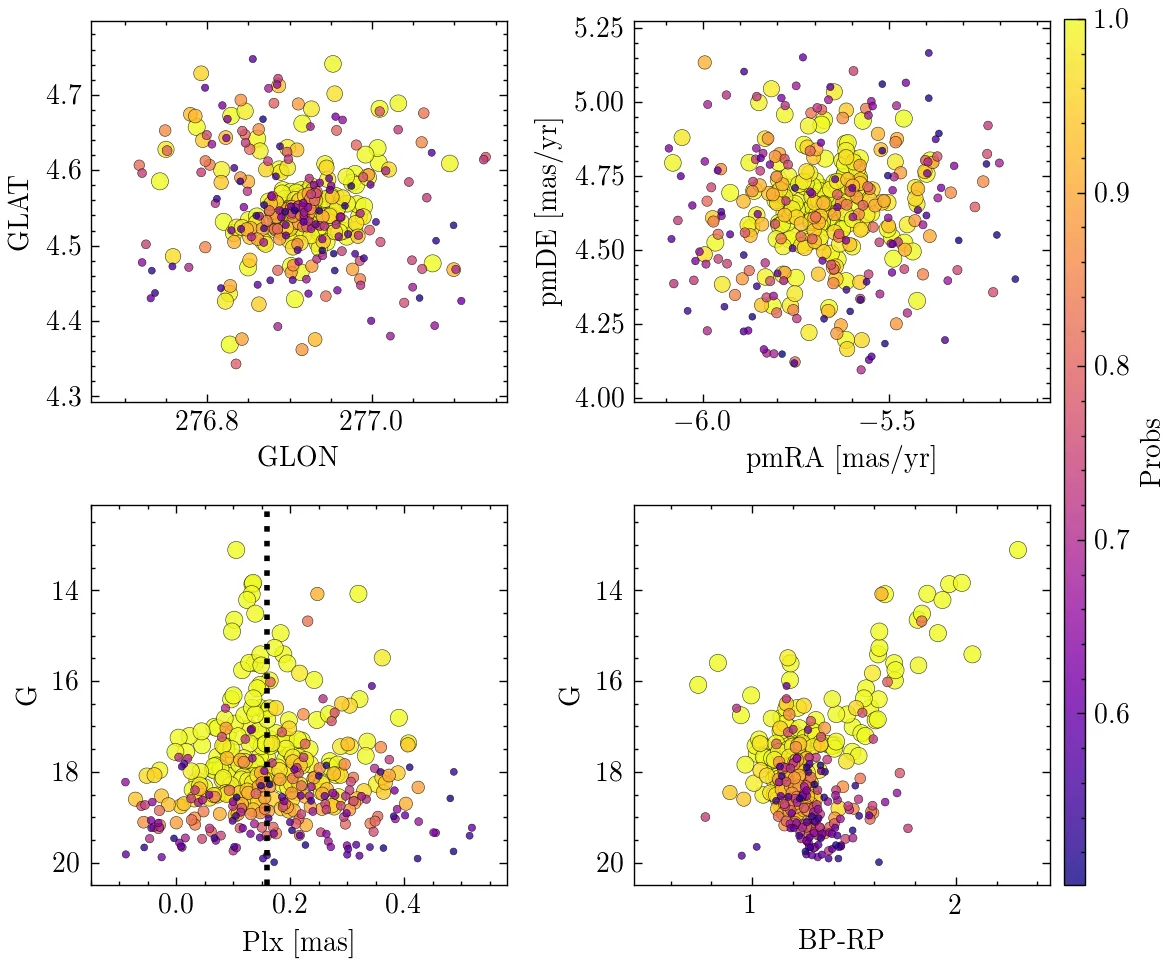 4.7
4.6
4.5
4.4
4.3
GLAT
276.8 277.0
GLON
5.25
5.00
4.75
4.50
4.25
4.00
pmDE [mas/yr]
−6.0 −5.5
pmRA [mas/yr]
14
16
18
20
G
0.0 0.2 0.4
Plx [mas]
14
16
18
20
G
1 2
BP-RP
1.0
0.9
0.8
0.7
0.6
Probs